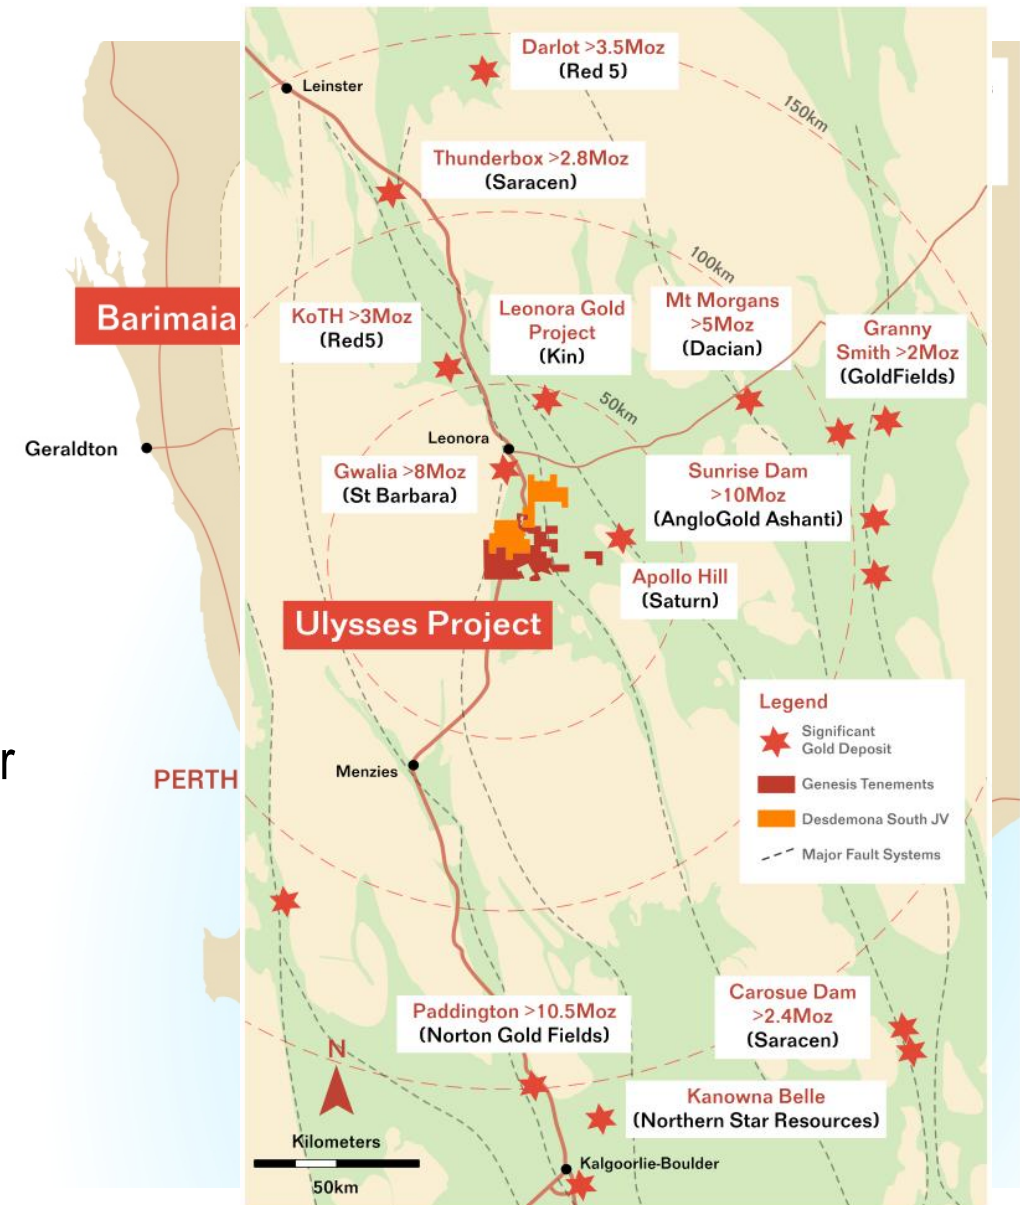 Darlot >3.5Moz
(Red 5)
Leinster
150km
Thunderbox >2.8Moz
(Saracen)
100km
Barimaia
KoTH >3Moz
(Red5)
Leonora Gold
Project
(Kin)
Mt Morgans
>5Moz
(Dacian)
Granny
Smith >2Moz
(GoldFields)
50km
Geraldton
Leonora
Gwalia >8Moz
(St Barbara)
Sunrise Dam
>10Moz
(AngloGold Ashanti)
Apollo Hill
(Saturn)
Ulysses Project
Legend
Significant
Gold Deposit
Genesis Tenements
Desdemona South JV
Major Fault Systems
r
PERTH
Menzies
Paddington >10.5Moz
(Norton Gold Fields)
Carosue Dam
>2.4Moz
(Saracen)
N
Kanowna Belle
(Northern Star Resources)
Kilometers
50km
Kalgoorlie-Boulder